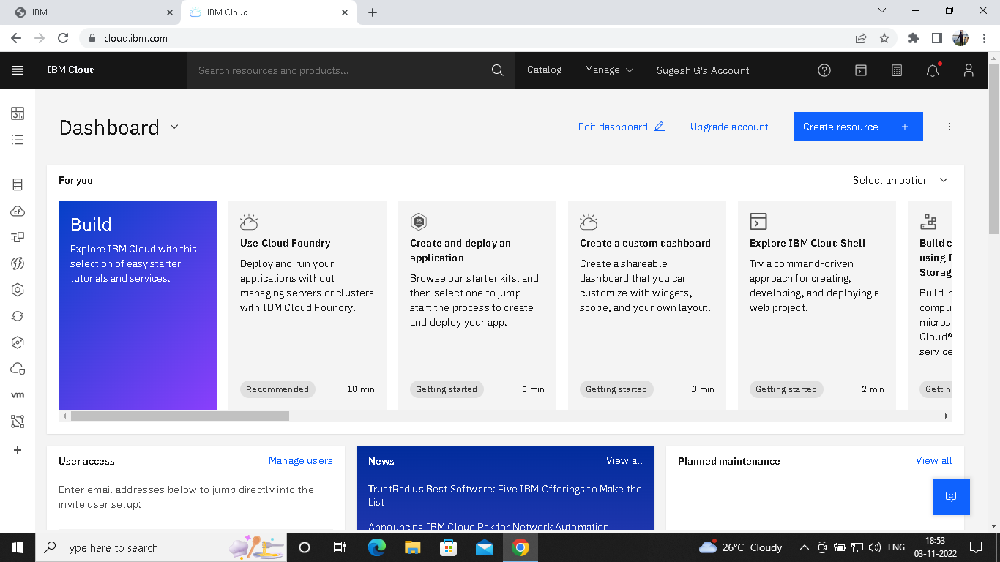 IBM
IBM Cloud
cloud.ibm.com
IBM Cloud
Search resources and products...
Catalog
Manage
Sugesh G's Account
Dashboard
Edit dashboard
Upgrade account
Create resource +
For you
Select an option
Build
Explore IBM Cloud with this
selection of easy starter
tutorials and services.
Use Cloud Foundry
Deploy and run your
applications without
managing servers or clusters
with IBM Cloud Foundry.
Recommended
10 min
JS
Create and deploy an
application
Browse our starter kits, and
then select one to jump
start the process to create
and deploy your app.
Getting started
5 min
Create a custom dashboard
Create a shareable
dashboard that you can
customize with widgets,
scope, and your own layout.
Getting started
3 min
Explore IBM Cloud Shell
Try a command-driven
approach for creating,
developing, and deploying a
web project.
Getting started
2 min
Build c
using I
Storag
Build in
comput
micros
Cloud®
service
Getting
cf
vm
User access
Manage users
Enter email addresses below to jump directly into the
invite user setup:
News
View all
TrustRadius Best Software: Five IBM Offerings to Make the
List
Announcing IBM Cloud Pak for Network Automation
Planned maintenance
View all
Type here to search
26°C Cloudy
ENG
18:53
03-11-2022